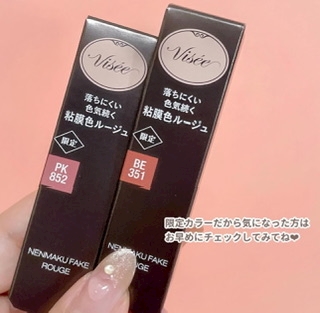 Visée
落ちにくい
色気続く
粘膜色ルージュ
限定
PK
852
NENMAKU FAKE
ROUGE
Visée
落ちにくい
色気続く
粘膜色ルージュ
限定
BE
351
NENMAKU FAKE
ROUGE
限定カラーだから気になった方は
お早めにチェックしてみてね❤